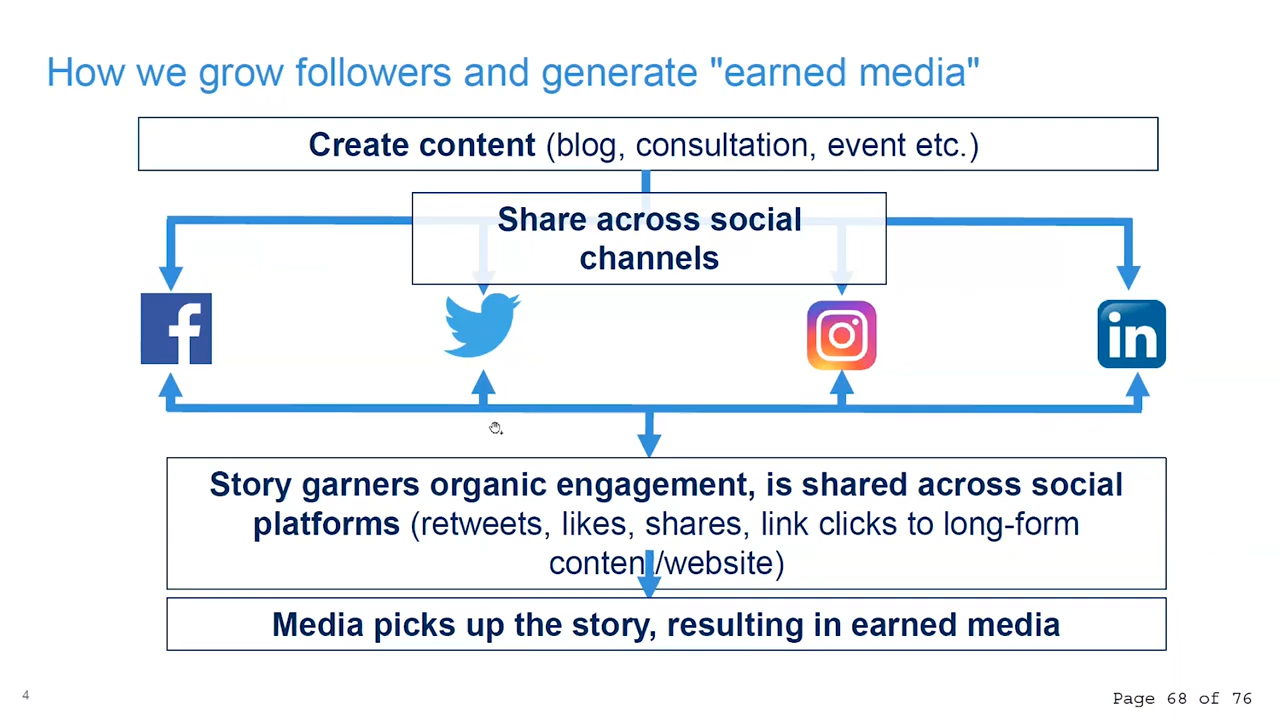 How we grow followers and generate "earned media"
Create content (blog, consultation, event etc.)
Share across social
channels
f
in
Story garners organic engagement, is shared across social
platforms (retweets, likes, shares, link clicks to long-form
content/website)
Media picks up the story, resulting in earned media
4
Page 68 of 76